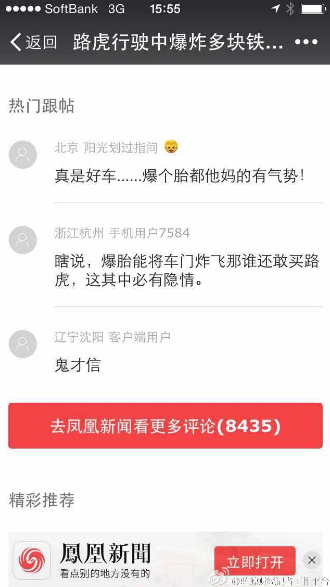 SoftBank 3G 15:55
返回 路虎行驶中爆炸多块铁...
热门跟帖
北京 阳光划过指间
真是好车......爆个胎都他妈的有气势！
浙江杭州 手机用户7584
瞎说，爆胎能将车门炸飞那谁还敢买路
虎，这其中必有隐情。
辽宁沈阳 客户端用户
鬼才信
去凤凰新闻看更多评论(8435)
精彩推荐
鳳凰新聞
看点别的地方没有的
立即打开